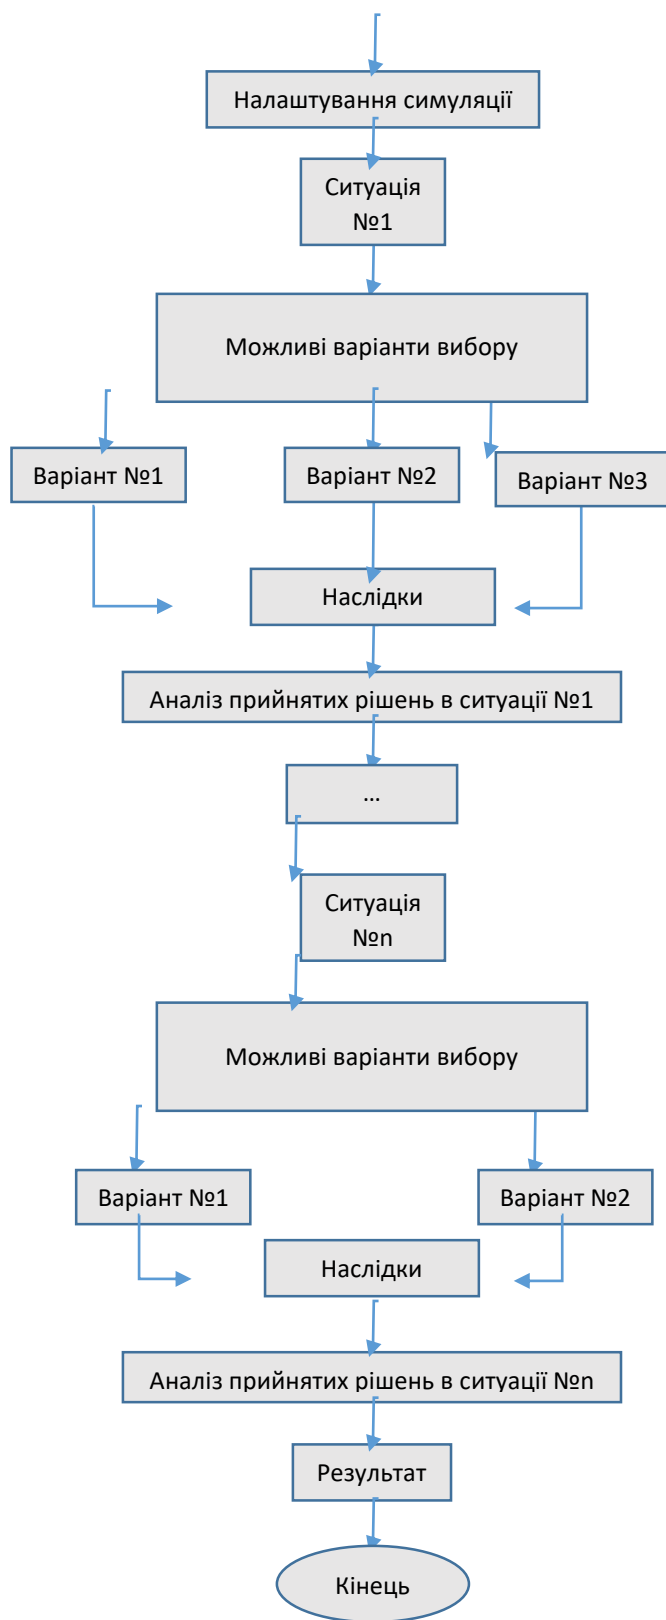 Налаштування симуляції
Ситуація
№1
Можливі варіанти вибору
Варіант №1
Варіант №2
Варіант №3
Наслідки
Аналіз прийнятих рішень в ситуації №1
...
Ситуація
№n
Можливі варіанти вибору
Варіант №1
Варіант №2
Наслідки
Аналіз прийнятих рішень в ситуації №n
Результат
Кінець